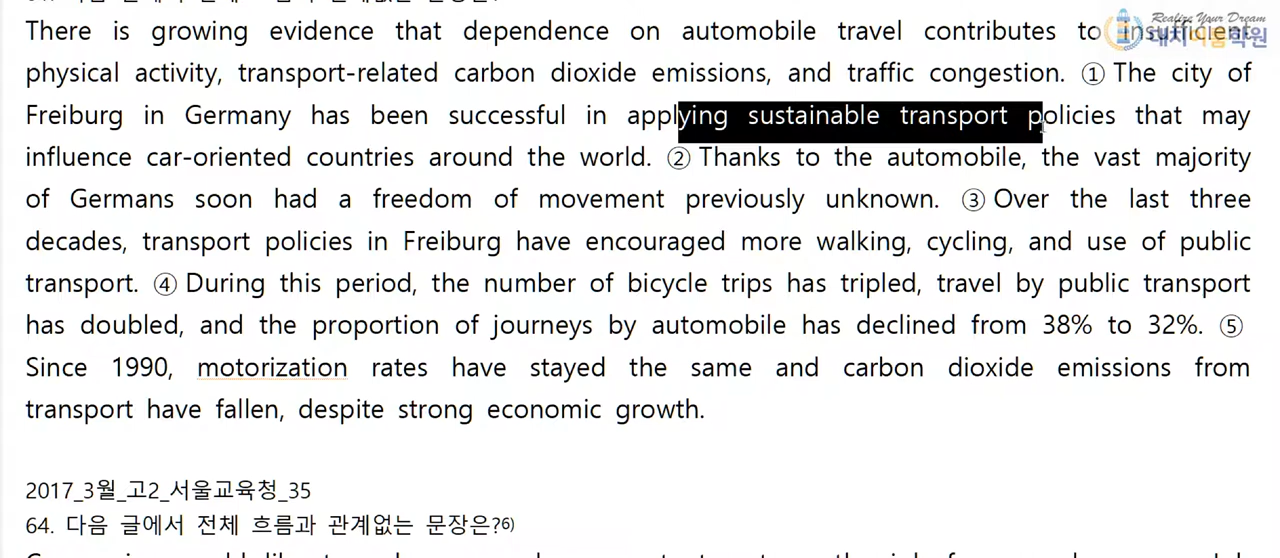 There is growing evidence that dependence on automobile travel contributes to insufficient
Realize Your Dream
physical activity, transport-related carbon dioxide emissions, and traffic congestion. ① The city of
Freiburg in Germany has been successful in applying sustainable transport policies that may
influence car-oriented countries around the world. ② Thanks to the automobile, the vast majority
of Germans soon had a freedom of movement previously unknown. ③ Over the last three
decades, transport policies in Freiburg have encouraged more walking, cycling, and use of public
transport. ④ During this period, the number of bicycle trips has tripled, travel by public transport
has doubled, and the proportion of journeys by automobile has declined from 38% to 32%. ⑤
Since 1990, motorization rates have stayed the same and carbon dioxide emissions from
transport have fallen, despite strong economic growth.
2017_3월_고2_서울교육청_35
64. 다음 글에서 전체 흐름과 관계없는 문장은?6)